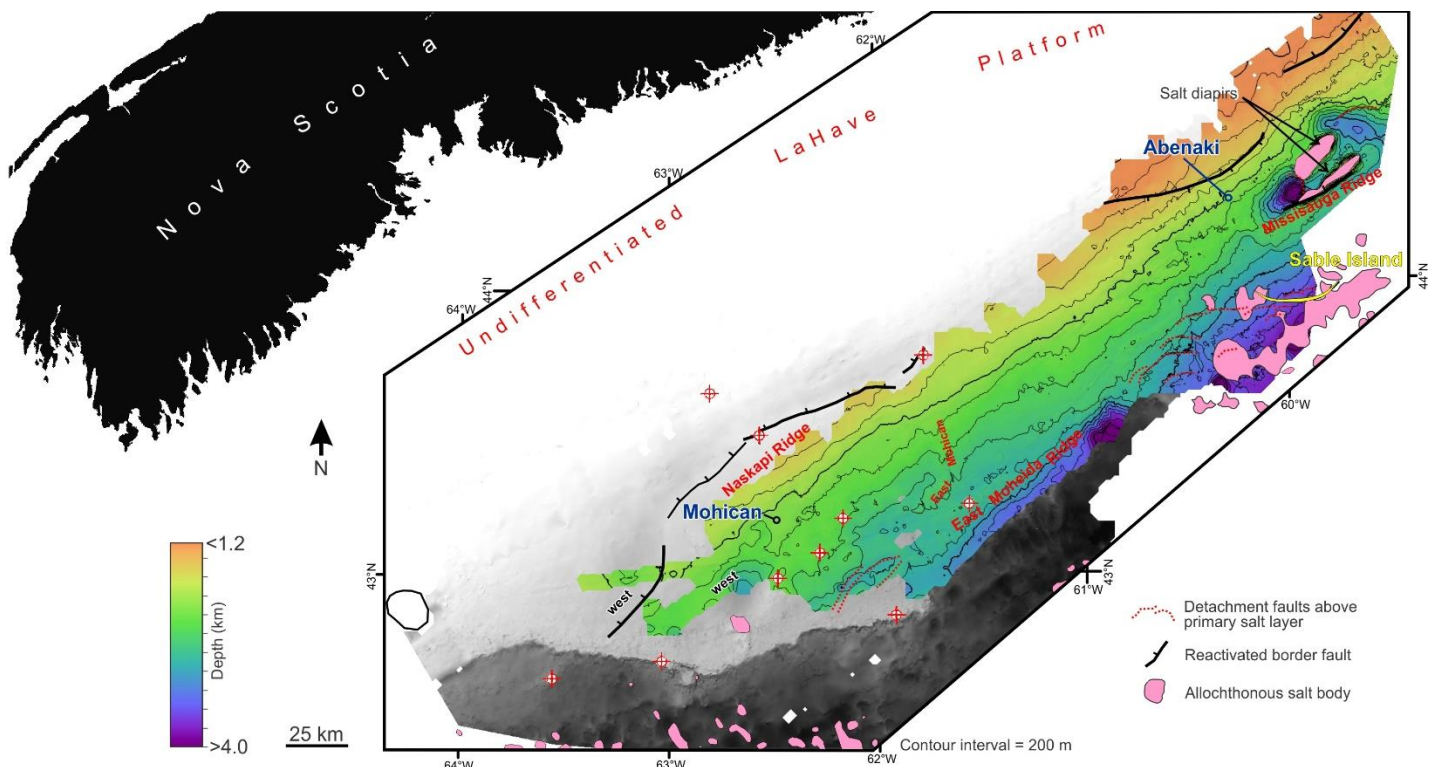 Nova Scotia
Undifferentiated
LaHave
Platform
62°W
63°W
64°W
44°N
Salt diapirs
Abenaki
Missisauga Ridge
Sable Island
44°N
60°W
Naskapi Ridge
Mohican
East Mohican
East Moheida Ridge
west
west
43°N
61°W
43°N
N
<1.2
Depth (km)
>4.0
25 km
Detachment faults above
primary salt layer
Reactivated border fault
Allochthonous salt body
Contour interval = 200 m
64°W
63°W
62°W